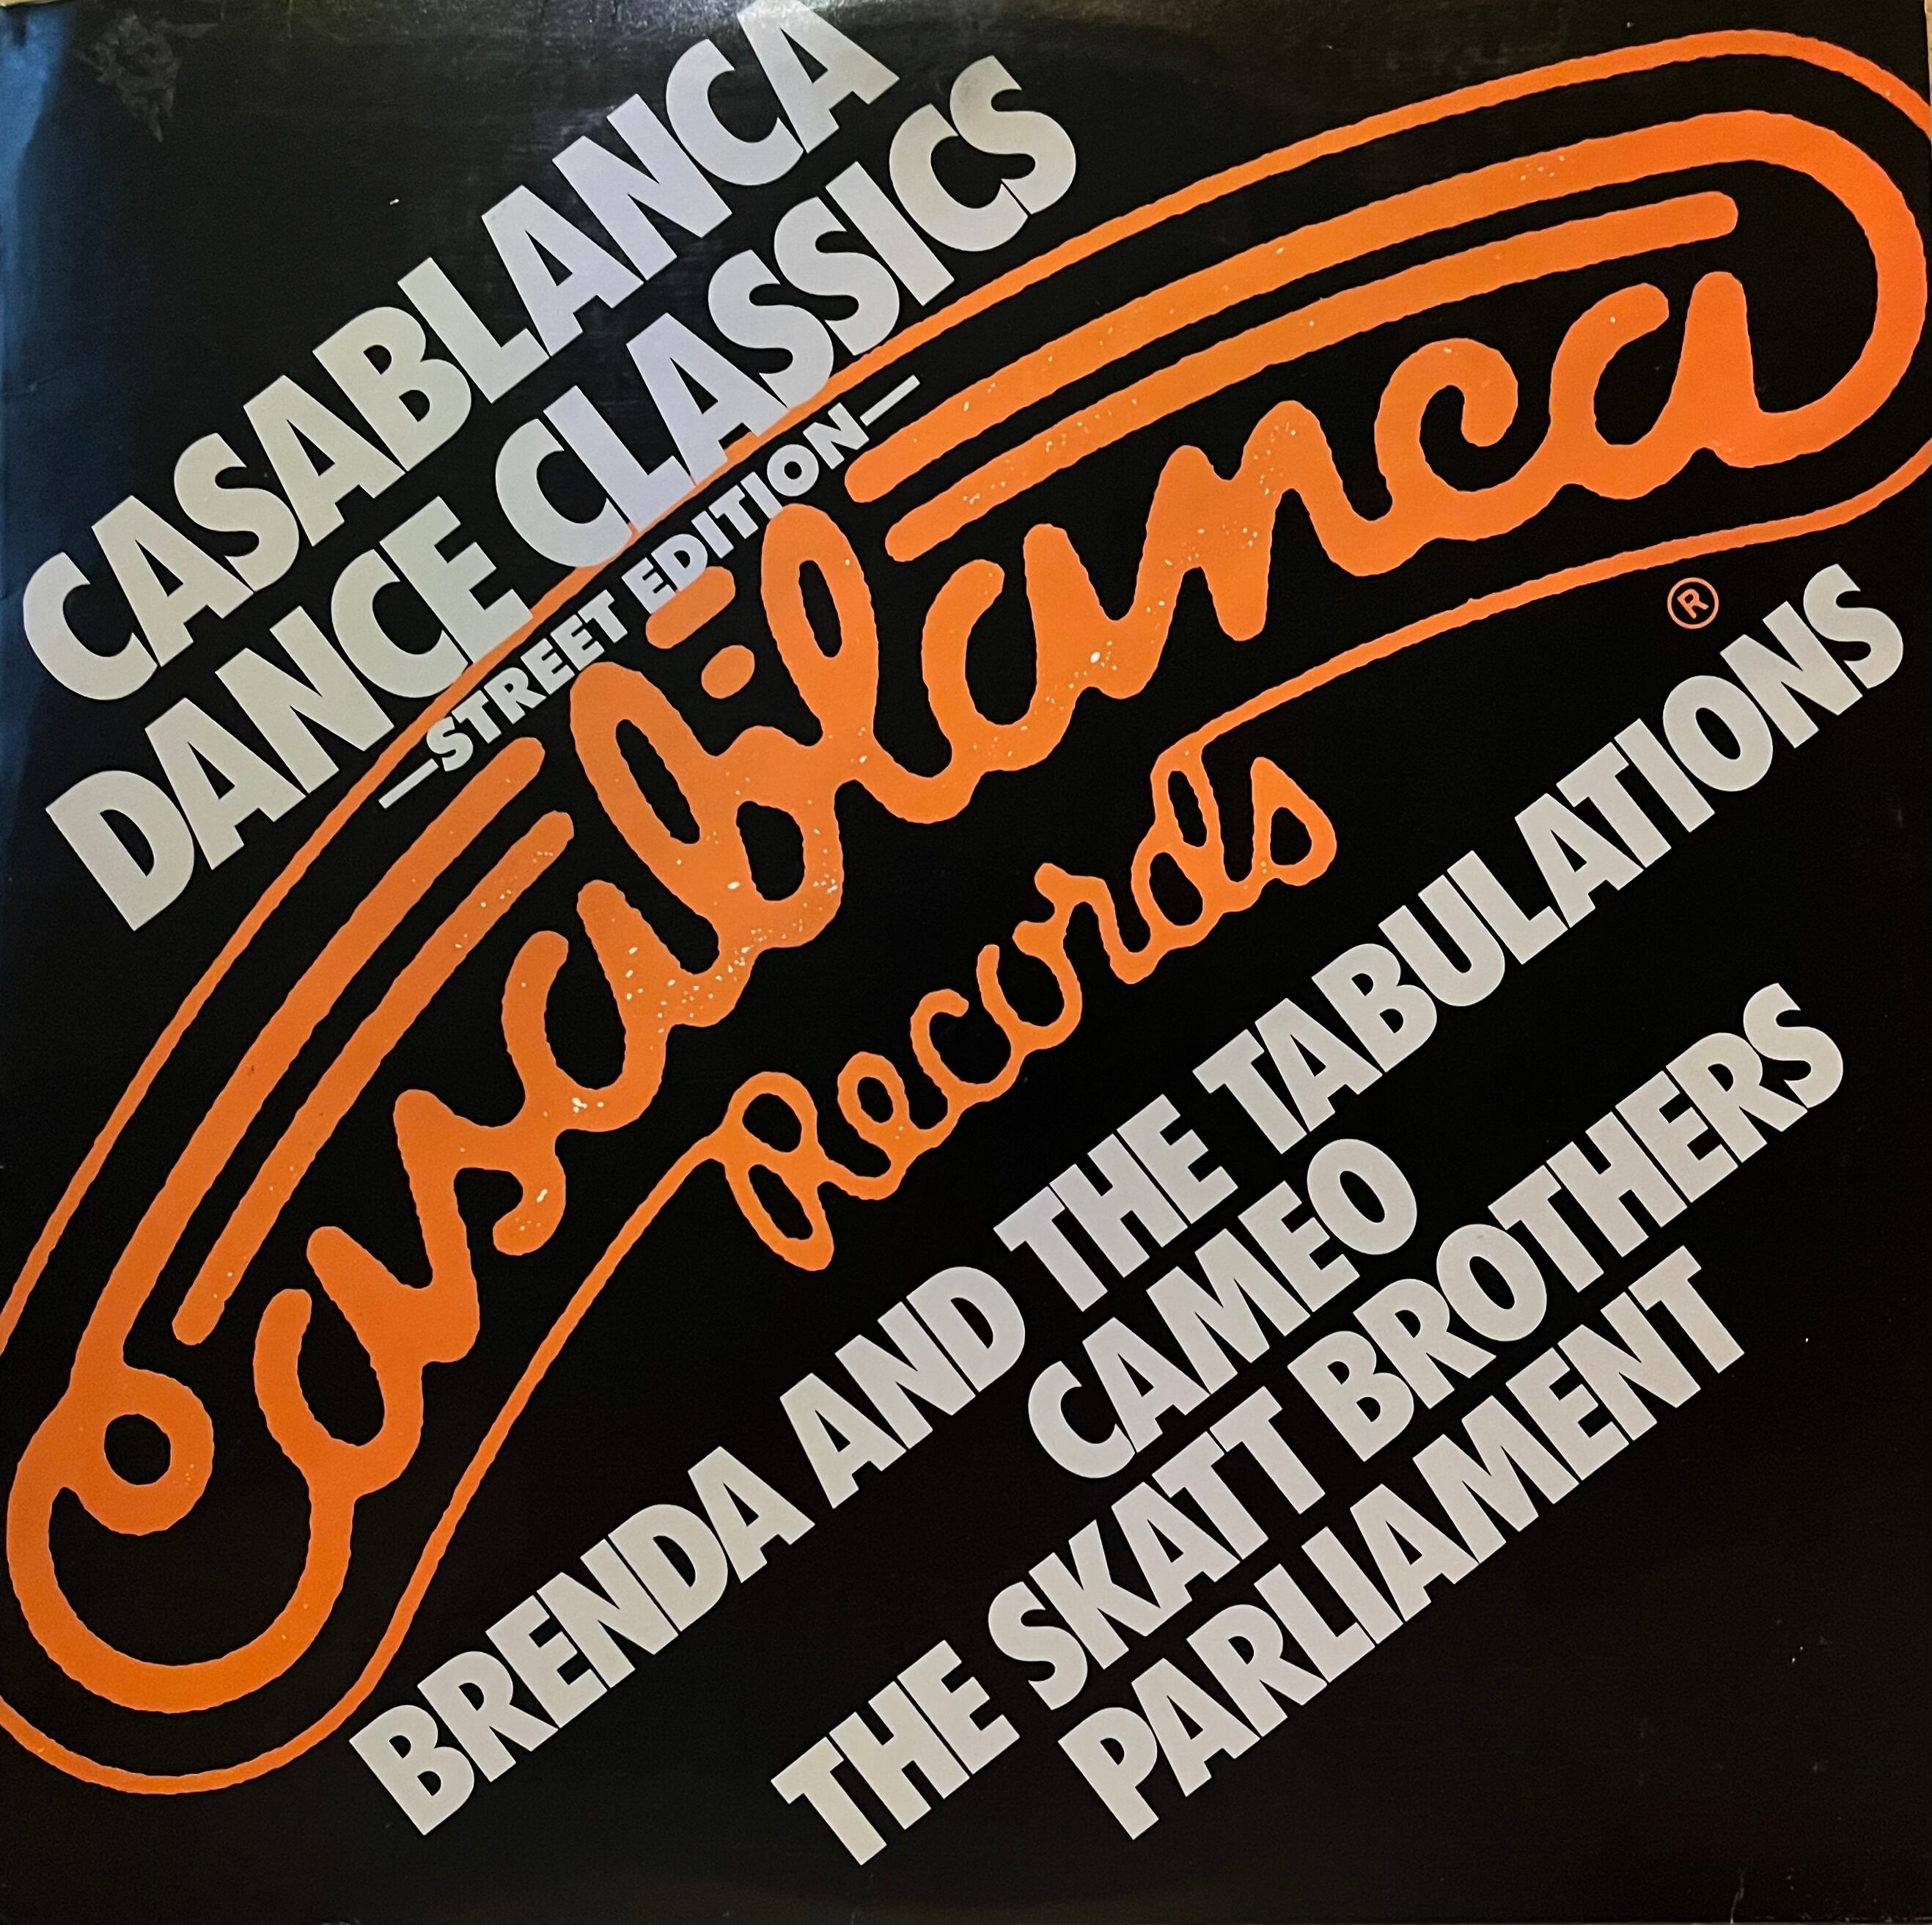 CASABLANCA
DANCE CLASSICS
—STREET EDITION—
Casablanca
Records
®
BRENDA AND THE TABULATIONS
CAMEO
THE SKATT BROTHERS
PARLIAMENT